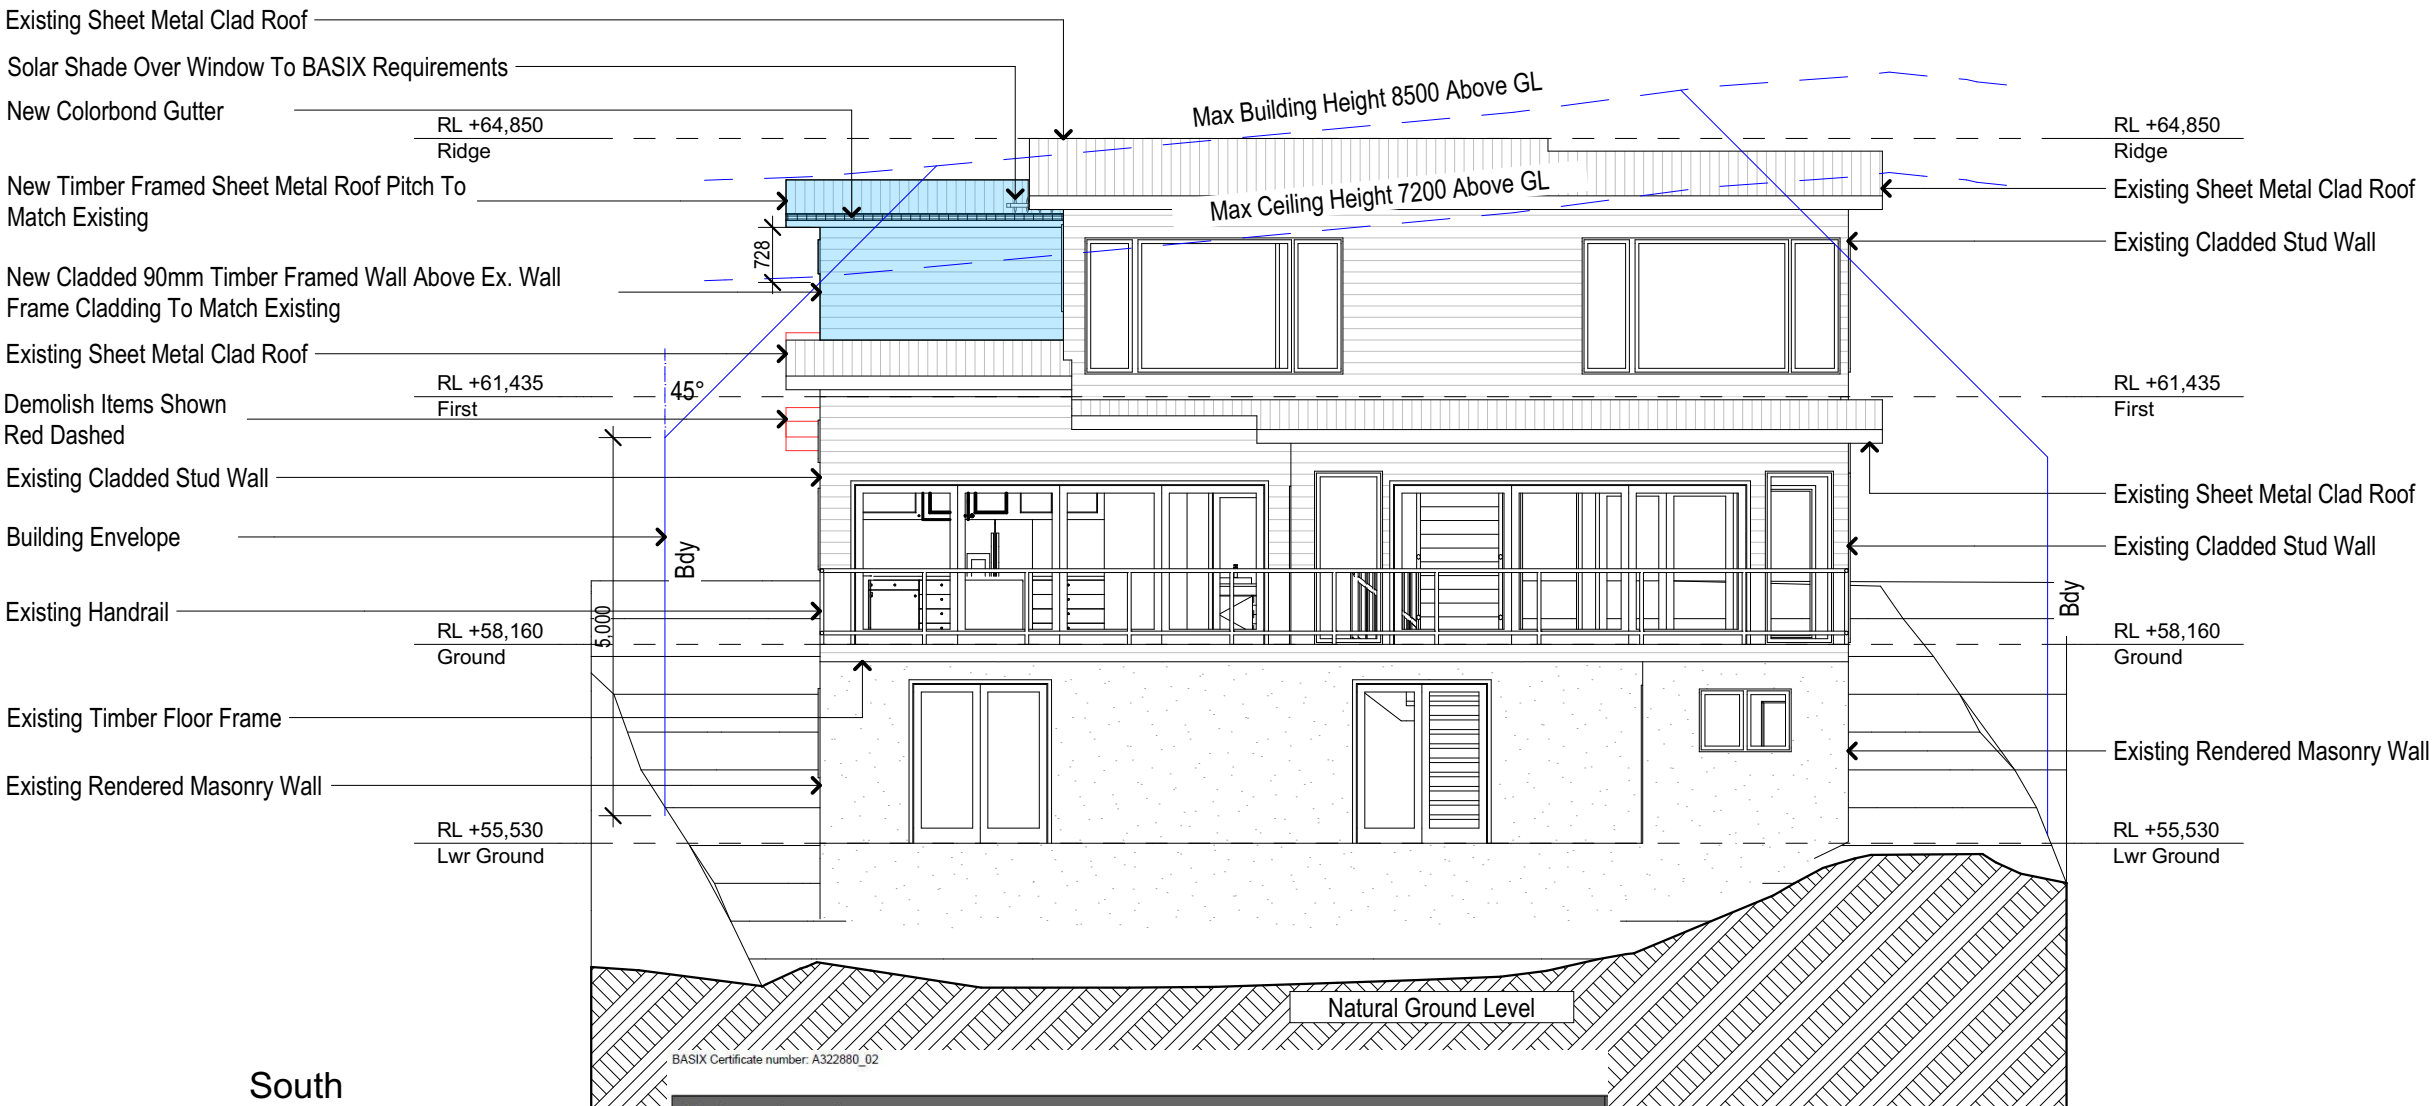 Existing Sheet Metal Clad Roof
Solar Shade Over Window To BASIX Requirements
New Colorbond Gutter
RL +64,850
Ridge
New Timber Framed Sheet Metal Roof Pitch To
Match Existing
728
New Cladded 90mm Timber Framed Wall Above Ex. Wall
Frame Cladding To Match Existing
Existing Sheet Metal Clad Roof
RL +61,435
First
45°
Demolish Items Shown
Red Dashed
Existing Cladded Stud Wall
Building Envelope
Bdy
Existing Handrail
5,000
RL +58,160
Ground
Existing Timber Floor Frame
Existing Rendered Masonry Wall
RL +55,530
Lwr Ground
Max Building Height 8500 Above GL
Max Ceiling Height 7200 Above GL
RL +64,850
Ridge
Existing Sheet Metal Clad Roof
Existing Cladded Stud Wall
RL +61,435
First
Existing Sheet Metal Clad Roof
Existing Cladded Stud Wall
Bdy
RL +58,160
Ground
Existing Rendered Masonry Wall
RL +55,530
Lwr Ground
Natural Ground Level
BASIX Certificate number: A322880_02
South